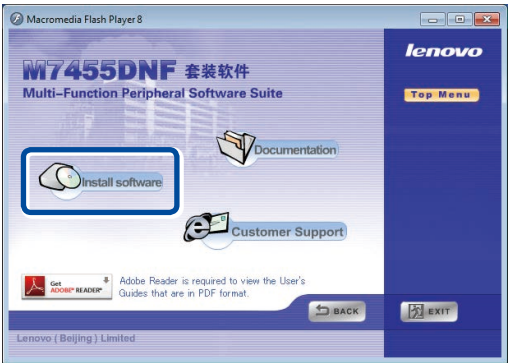 Macromedia Flash Player 8
lenovo
M7455DNF 套装软件
Multi-Function Peripheral Software Suite
Top Menu
Documentation
Install software
Customer Support
Get
ADOBE® READER®
Adobe Reader is required to view the User's
Guides that are in PDF format.
BACK
EXIT
Lenovo ( Beijing ) Limited